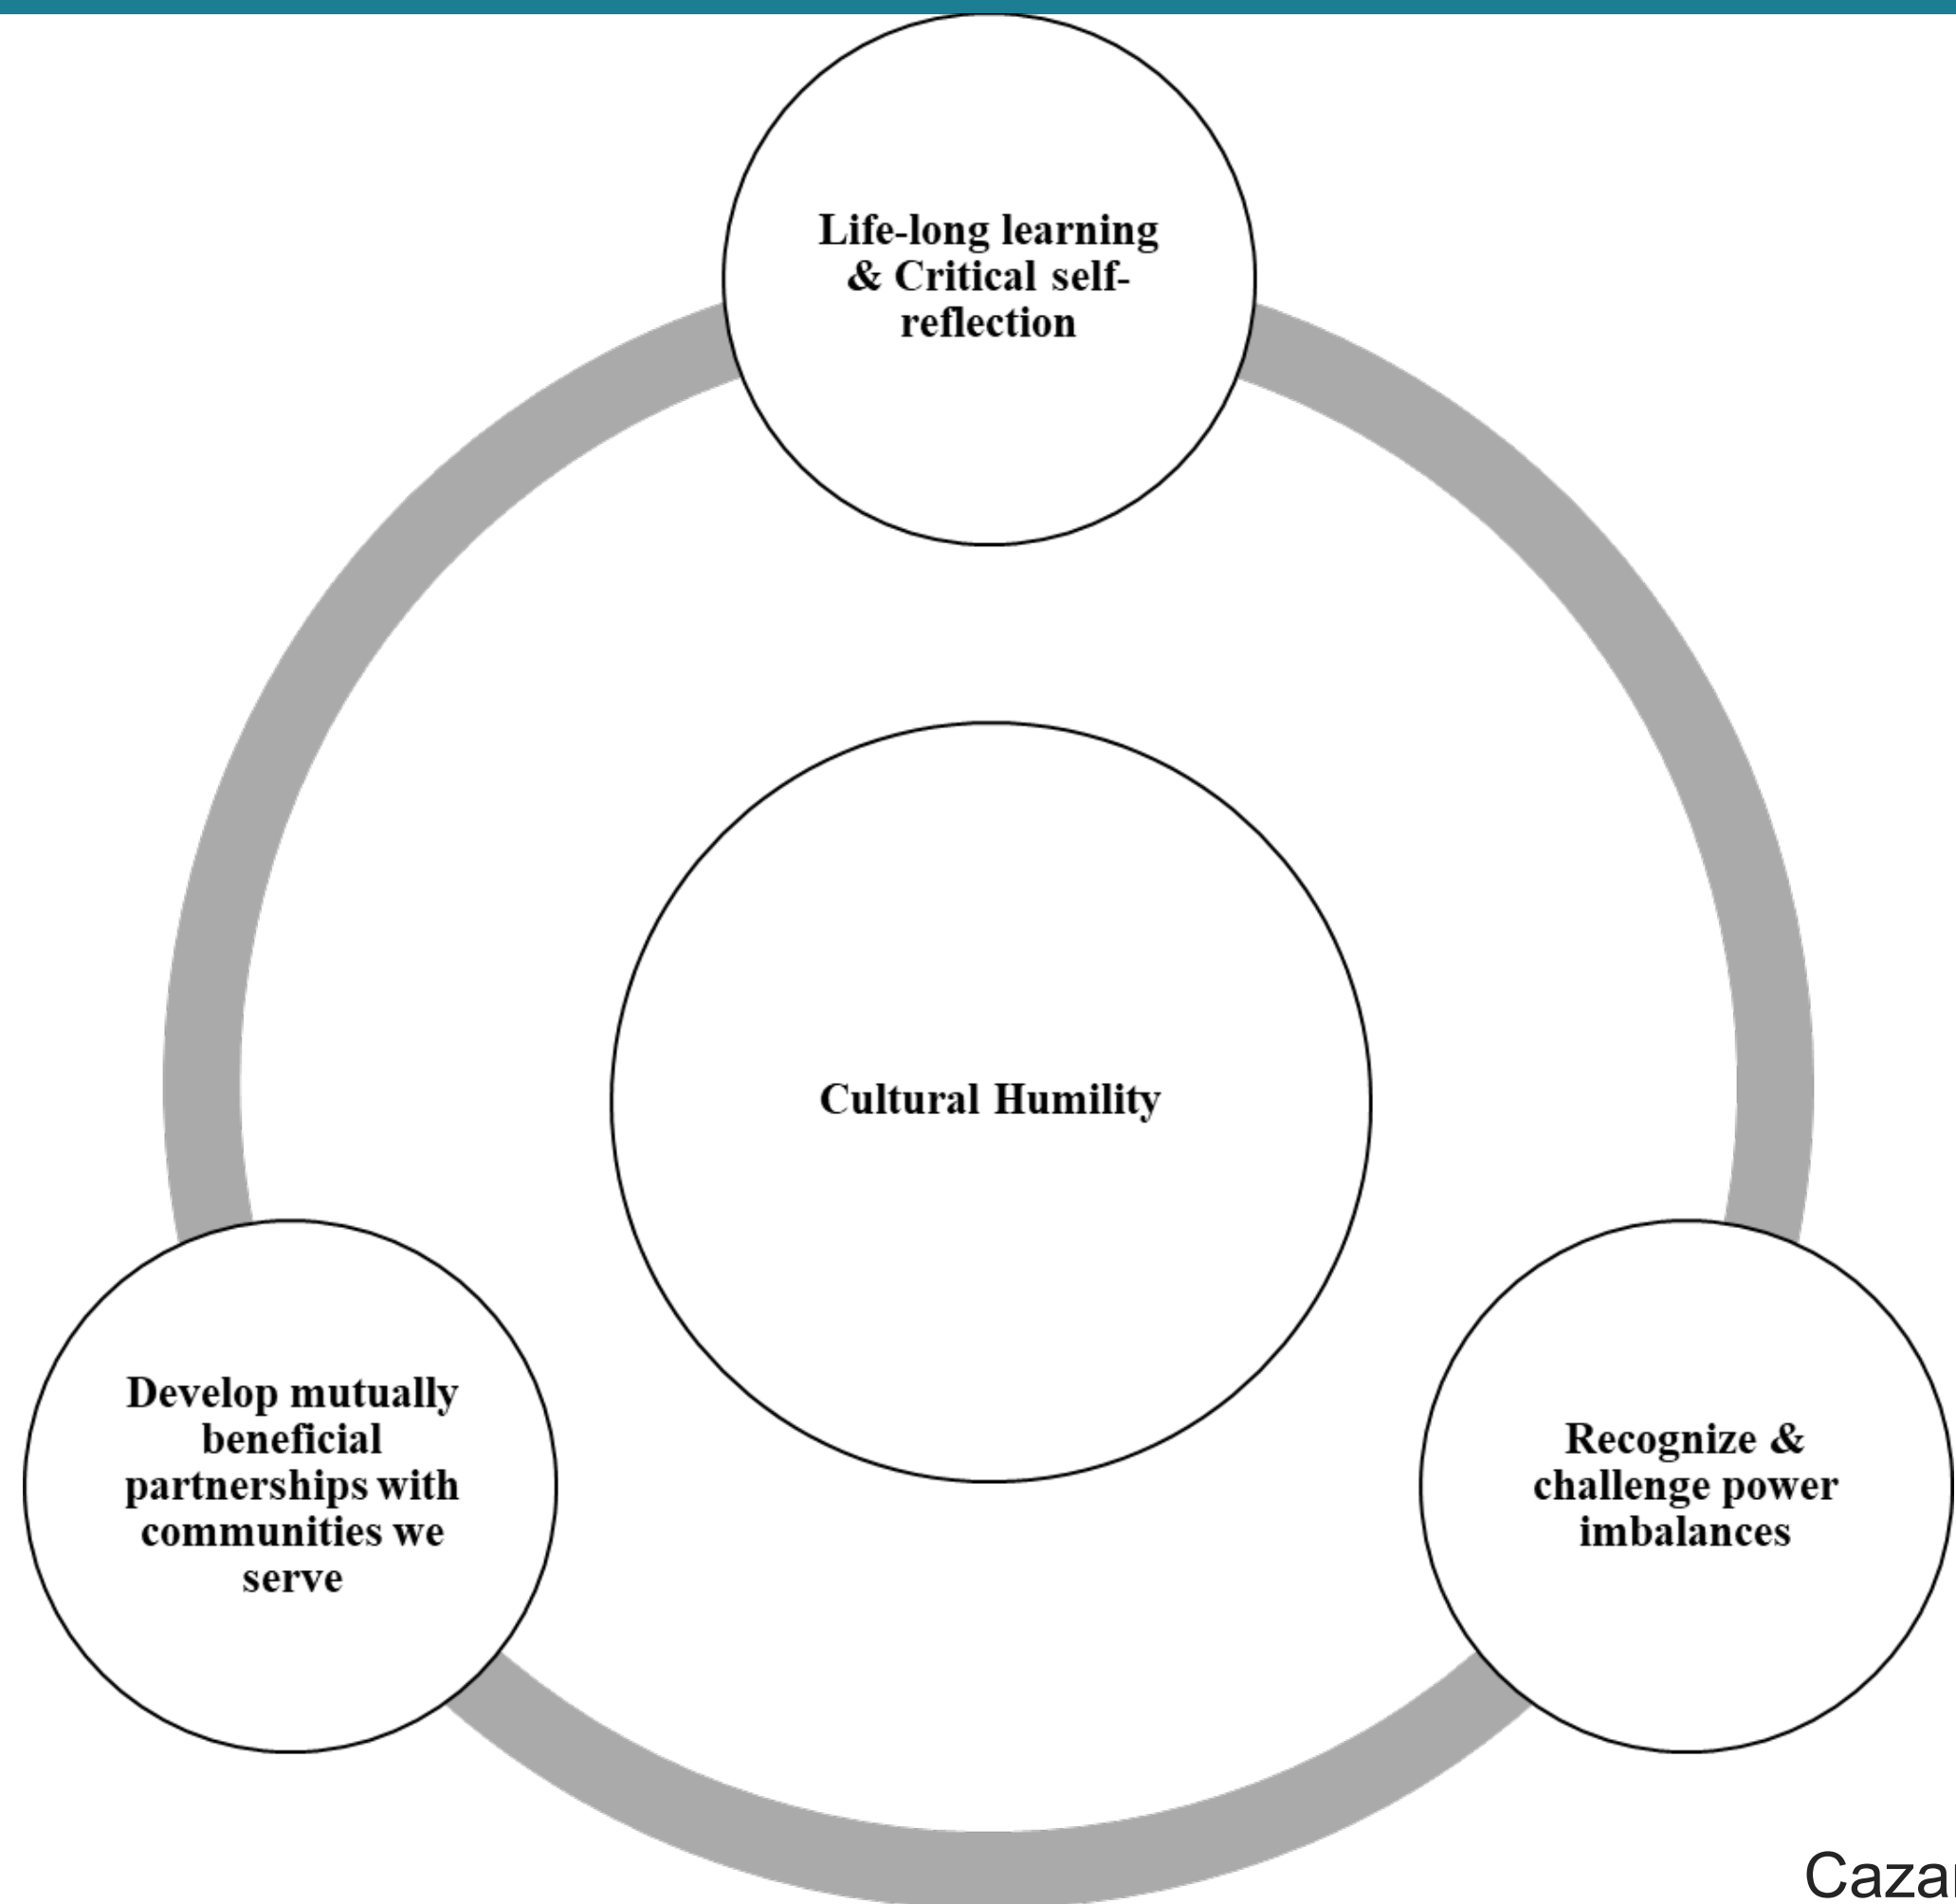 Life-long learning
& Critical self-
reflection
Cultural Humility
Develop mutually
beneficial
partnerships with
communities we
serve
Recognize &
challenge power
imbalances